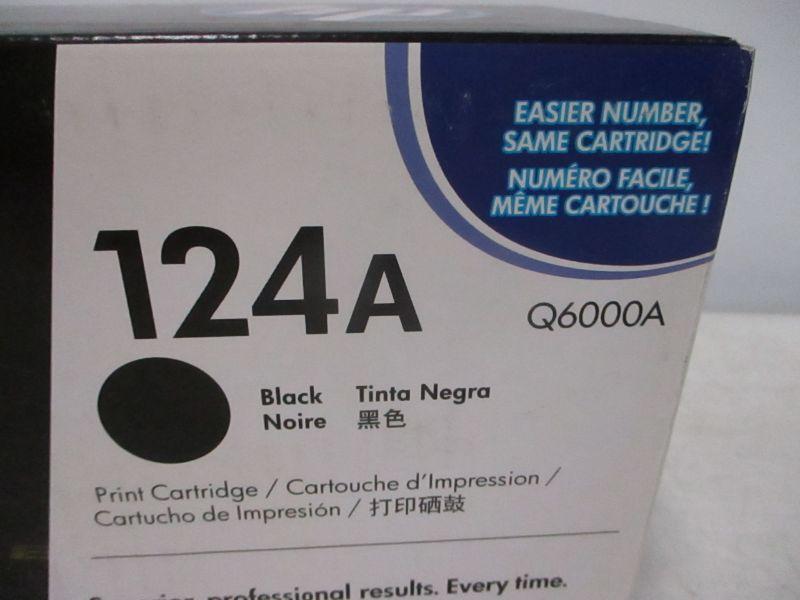 EASIER NUMBER,
SAME CARTRIDGE!
NUMÉRO FACILE,
MÊME CARTOUCHE !
124A
Q6000A
Black Tinta Negra
Noire 黑色
Print Cartridge / Cartouche d'Impression /
Cartucho de Impresión / 打印硒鼓
professional results. Every time.